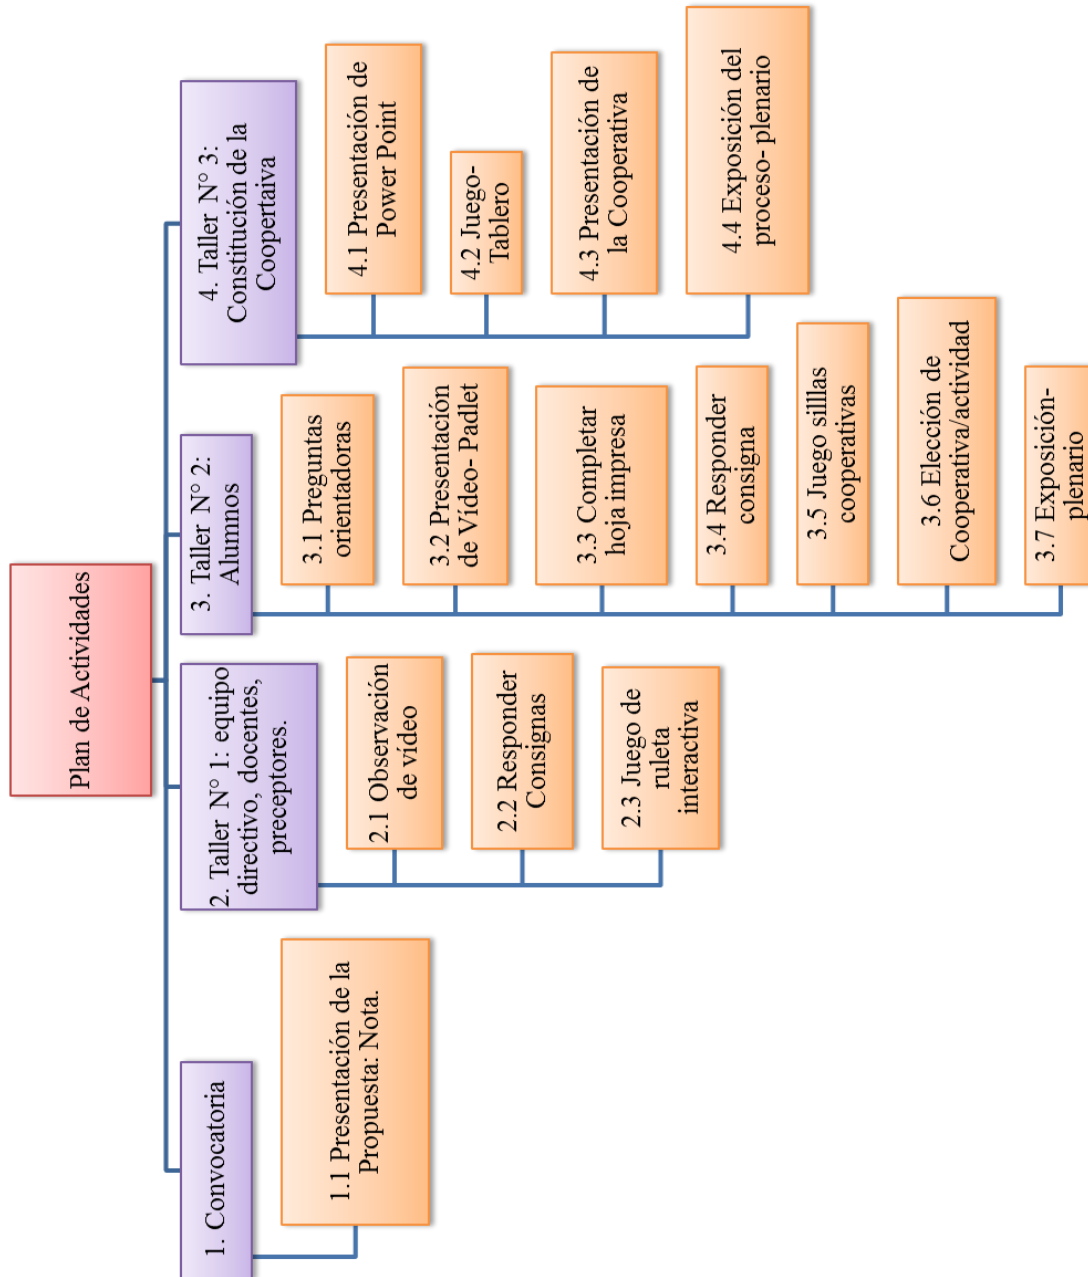 Plan de Actividades
1. Convocatoria
1.1 Presentación de la
Propuesta: Nota.
2. Taller N° 1: equipo
directivo, docentes,
preceptores.
2.1 Observación
de vídeo
2.2 Responder
Consignas
2.3 Juego de
ruleta
interactiva
3. Taller N° 2:
Alumnos
3.1 Preguntas
orientadoras
3.2 Presentación
de Vídeo- Padlet
3.3 Completar
hoja impresa
3.4 Responder
consigna
3.5 Juego silllas
cooperativas
3.6 Elección de
Cooperativa/actividad
3.7 Exposición-
plenario
4. Taller N° 3:
Constitución de la
Coopertaiva
4.1 Presentación de
Power Point
4.2 Juego-
Tablero
4.3 Presentación de
la Cooperativa
4.4 Exposición del
proceso- plenario